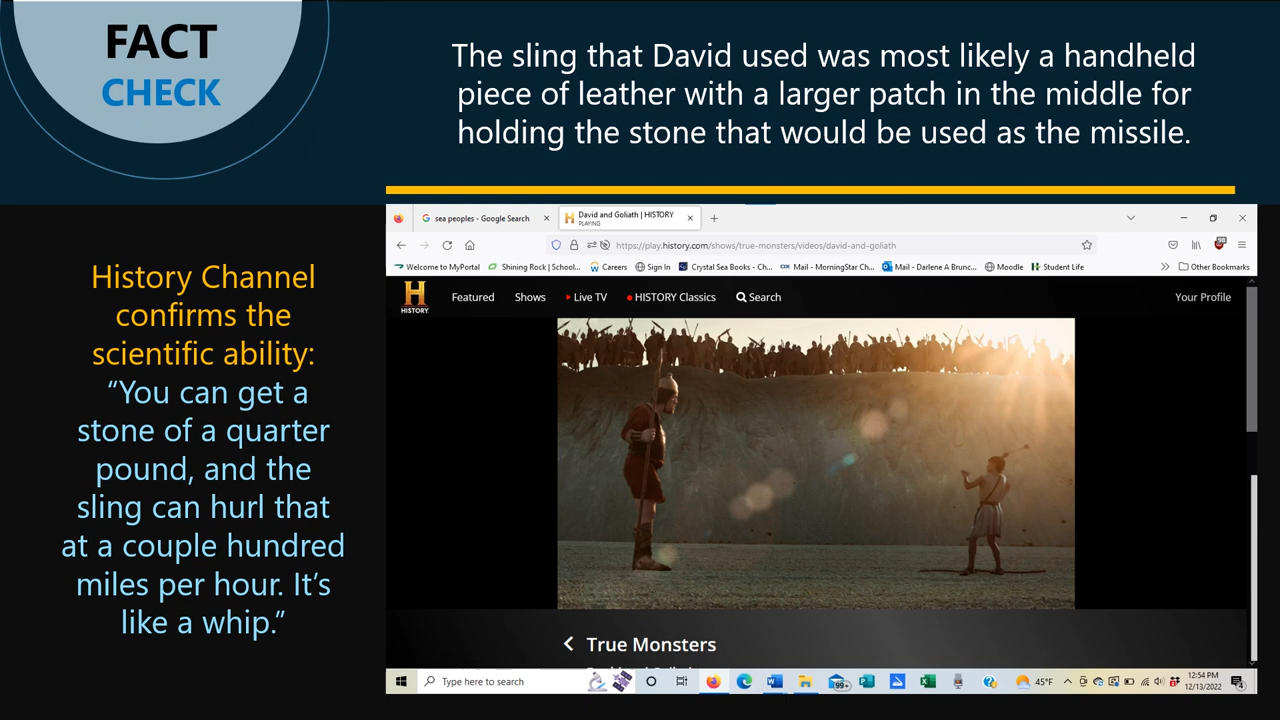 FACT
CHECK
The sling that David used was most likely a handheld
piece of leather with a larger patch in the middle for
holding the stone that would be used as the missile.
History Channel
confirms the
scientific ability:
“You can get a
stone of a quarter
pound, and the
sling can hurl that
at a couple hundred
miles per hour. It’s
like a whip.”
sea peoples - Google Search
David and Goliath | HISTORY
PLAYING
https://play.history.com/shows/true-monsters/videos/david-and-goliath
Welcome to MyPortal Shining Rock | School... Careers Sign In Crystal Sea Books - Ch... Mail - MorningStar Ch... Mail - Darlene A Brunc... Moodle Student Life Other Bookmarks
HISTORY Featured Shows Live TV HISTORY Classics Search Your Profile
True Monsters
Type here to search 99+ 45°F 12:54 PM
12/13/2022 4